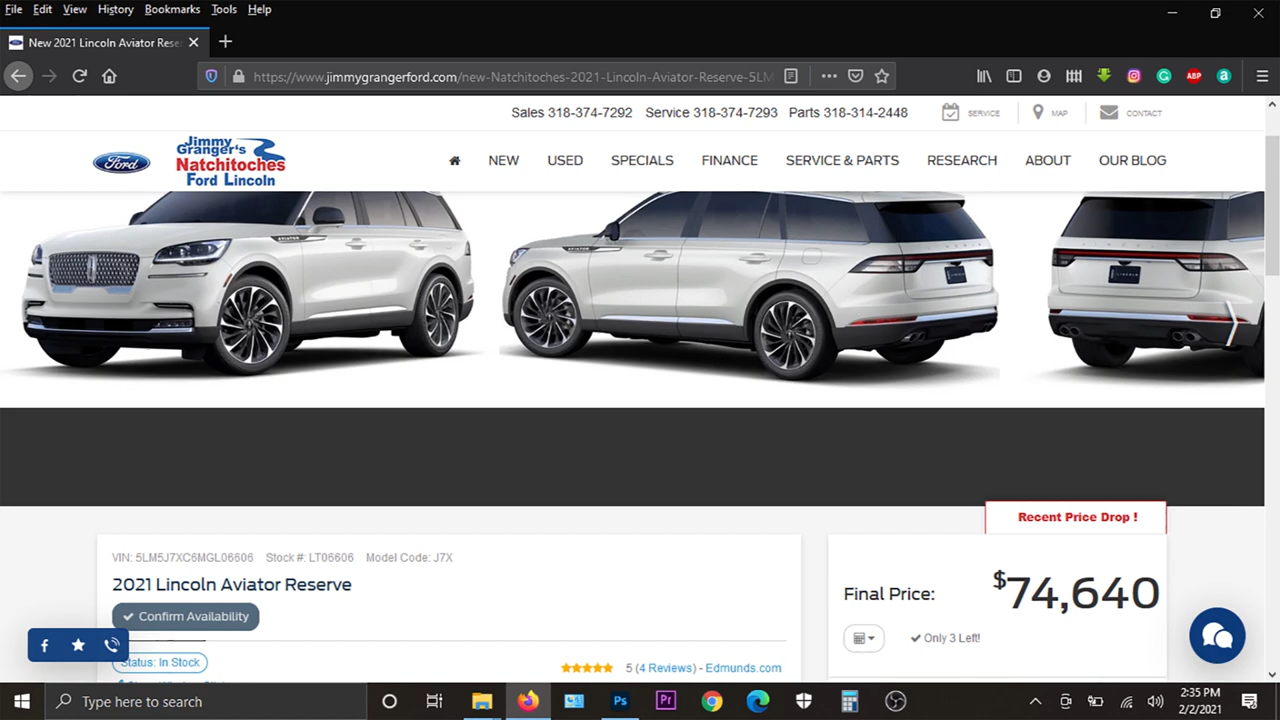 File Edit View History Bookmarks Tools Help
New 2021 Lincoln Aviator Rese
https://www.jimmygrangerford.com/new-Natchitoches-2021-Lincoln-Aviator-Reserve-5LM
ABP
Sales 318-374-7292 Service 318-374-7293 Parts 318-314-2448 SERVICE MAP CONTACT
Ford
Jimmy
Granger's
Natchitoches
Ford Lincoln
NEW USED SPECIALS FINANCE SERVICE & PARTS RESEARCH ABOUT OUR BLOG
AVIATOR
LINCOLN
Recent Price Drop !
VIN: 5LM5J7XC6MGL06606 Stock #: LT06606 Model Code: J7X
2021 Lincoln Aviator Reserve
Confirm Availability
Final Price: $74,640
Only 3 Left!
Status: In Stock
5 (4 Reviews) - Edmunds.com
Type here to search
Ps
Pr
2:35 PM
2/2/2021